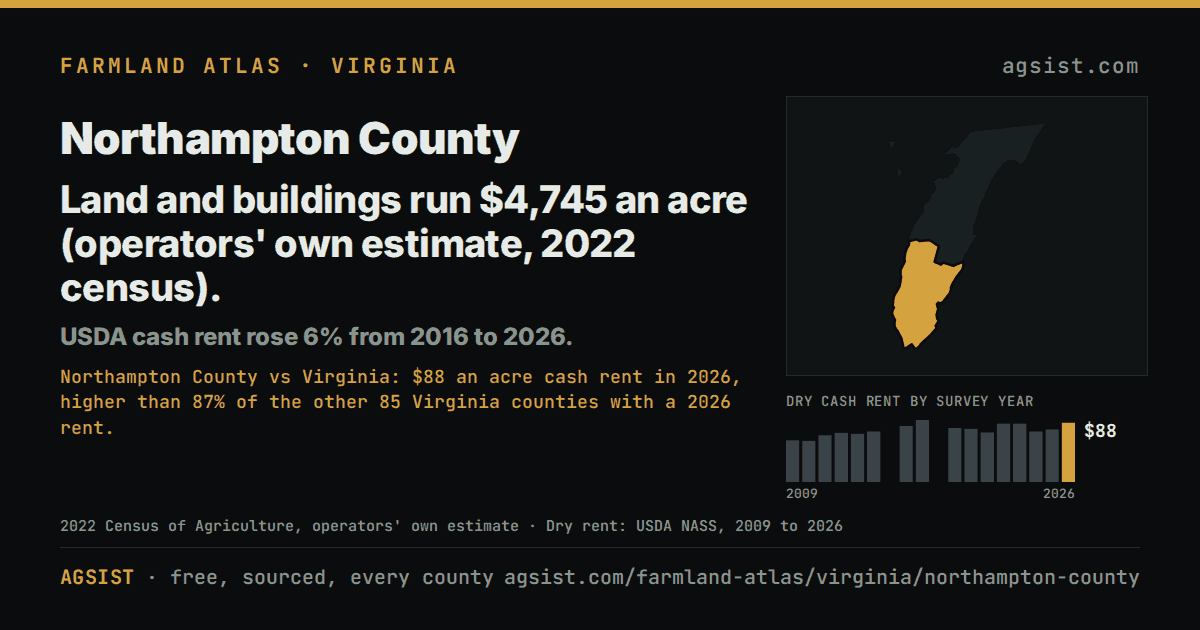 FARMLAND ATLAS · VIRGINIA
agsist.com
Northampton County
Land and buildings run $4,745 an acre
(operators' own estimate, 2022
census).
USDA cash rent rose 6% from 2016 to 2026.
Northampton County vs Virginia: $88 an acre cash rent in 2026,
higher than 87% of the other 85 Virginia counties with a 2026
rent.
DRY CASH RENT BY SURVEY YEAR
$88
2009
2026
2022 Census of Agriculture, operators' own estimate · Dry rent: USDA NASS, 2009 to 2026
AGSIST · free, sourced, every county agsist.com/farmland-atlas/virginia/northampton-county